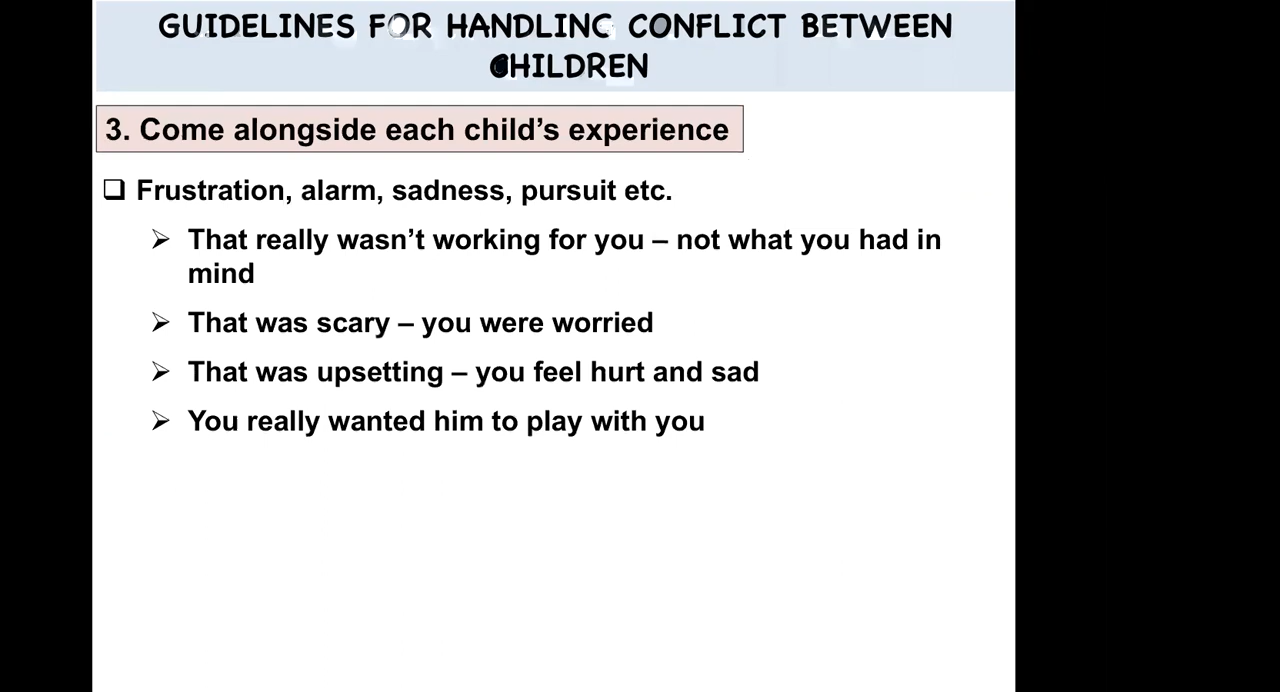 GUIDELINES FOR HANDLING CONFLICT BETWEEN
CHILDREN
3. Come alongside each child’s experience
❑ Frustration, alarm, sadness, pursuit etc.
➢ That really wasn’t working for you – not what you had in
mind
➢ That was scary – you were worried
➢ That was upsetting – you feel hurt and sad
➢ You really wanted him to play with you